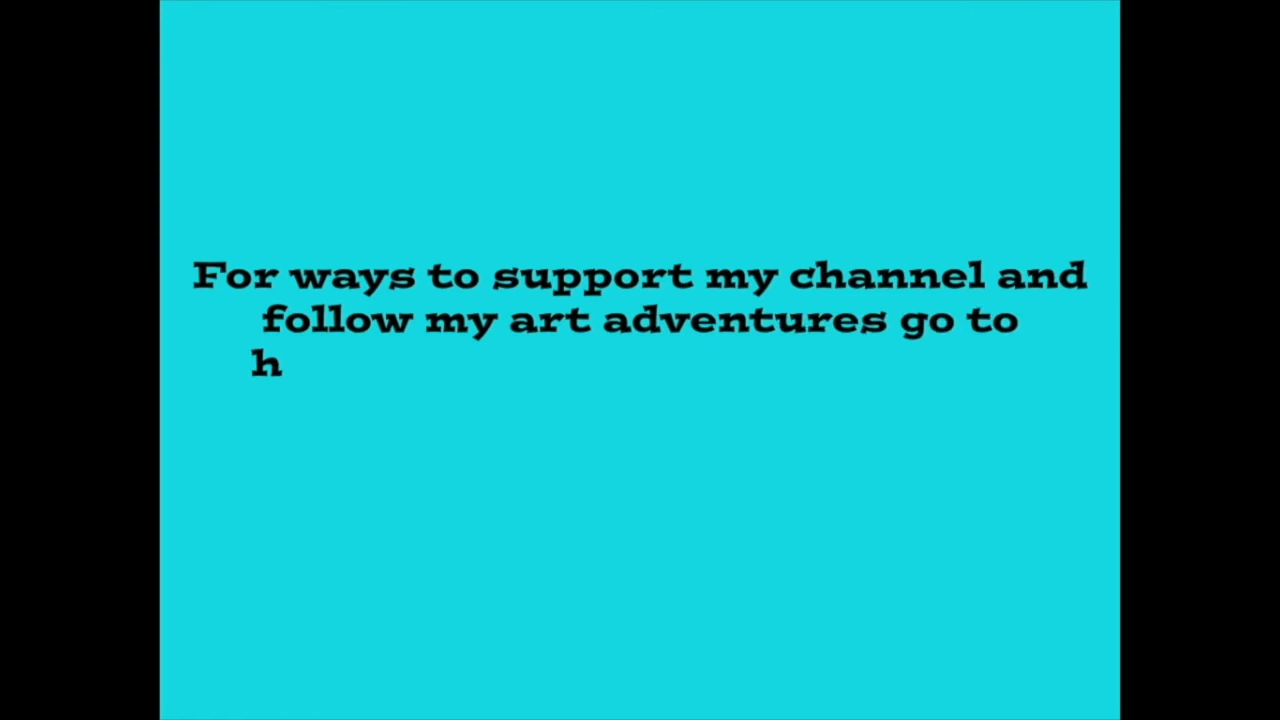 For ways to support my channel and
follow my art adventures go to
h